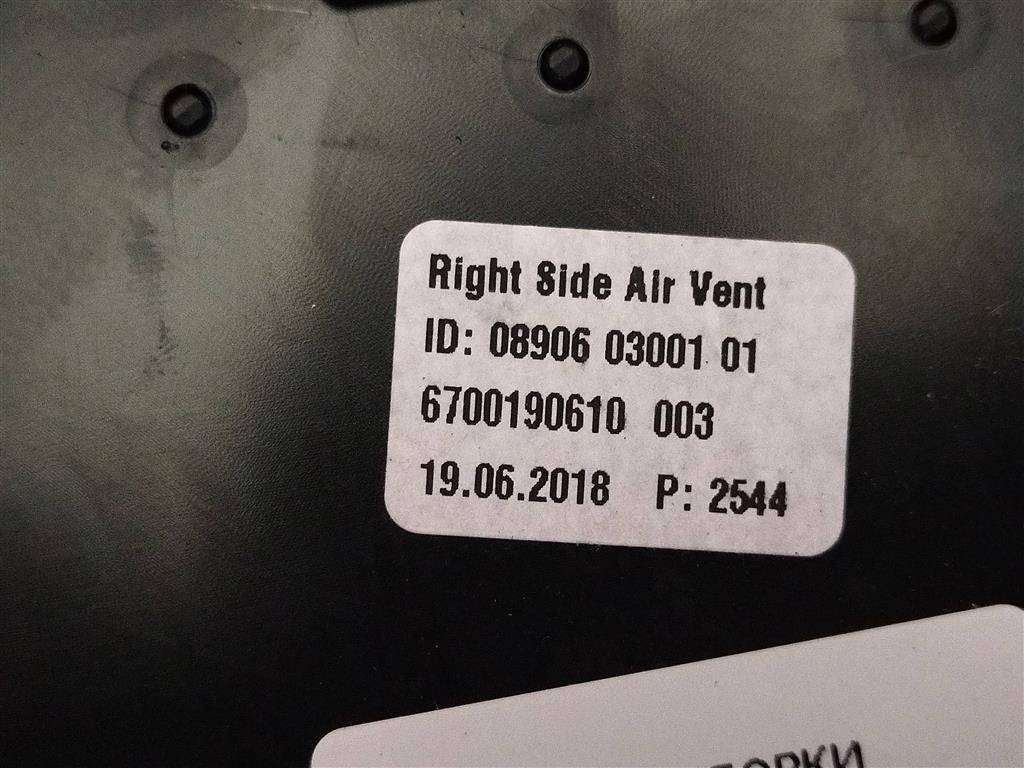 Right Side Air Vent
ID: 08906 03001 01
6700190610 003
19.06.2018 P: 2544